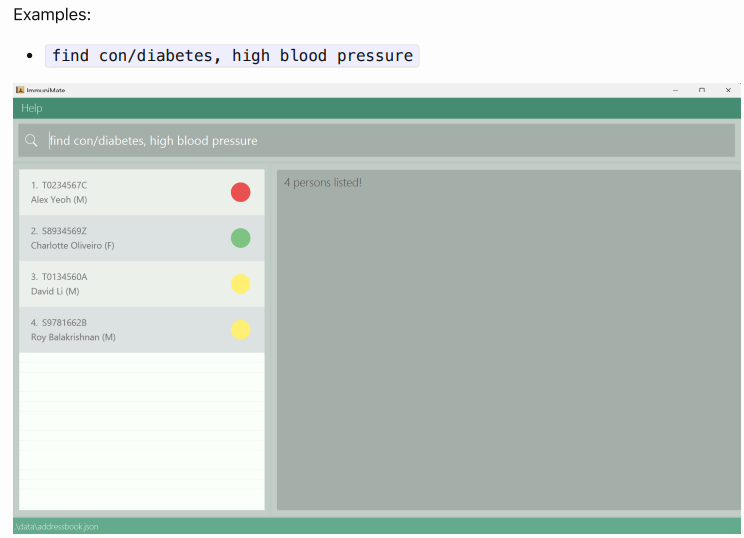 Examples:
find con/diabetes, high blood pressure
ImmuniMate
Help
find con/diabetes, high blood pressure
1. T0234567C
Alex Yeoh (M)
2. S8934569Z
Charlotte Oliveiro (F)
3. T0134560A
David Li (M)
4. S9781662B
Roy Balakrishnan (M)
4 persons listed!
\data\addressbook.json